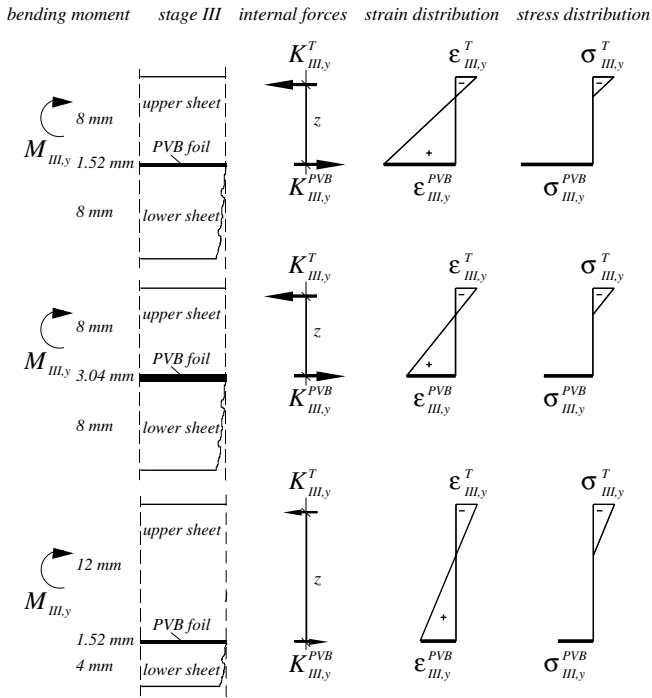 bending moment stage III internal forces strain distribution stress distribution
K^T_III,y ε^T_III,y σ^T_III,y
upper sheet
8 mm
M_III,y
z
PVB foil
1.52 mm
K^PVB_III,y ε^PVB_III,y σ^PVB_III,y
8 mm
lower sheet
K^T_III,y ε^T_III,y σ^T_III,y
upper sheet
8 mm
M_III,y
z
PVB foil
3.04 mm
K^PVB_III,y ε^PVB_III,y σ^PVB_III,y
8 mm
lower sheet
K^T_III,y ε^T_III,y σ^T_III,y
upper sheet
12 mm
M_III,y
z
PVB foil
1.52 mm
K^PVB_III,y ε^PVB_III,y σ^PVB_III,y
4 mm
lower sheet